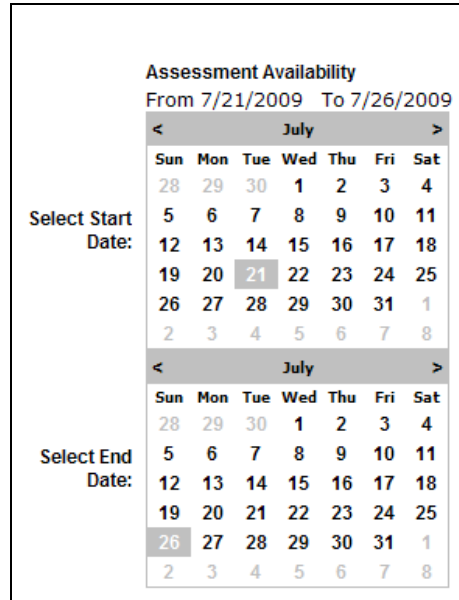 Assessment Availability
From 7/21/2009 To 7/26/2009
< July >
Sun Mon Tue Wed Thu Fri Sat
28 29 30 1 2 3 4
Select Start Date:
5 6 7 8 9 10 11
12 13 14 15 16 17 18
19 20 21 22 23 24 25
26 27 28 29 30 31 1
2 3 4 5 6 7 8
< July >
Sun Mon Tue Wed Thu Fri Sat
28 29 30 1 2 3 4
Select End Date:
5 6 7 8 9 10 11
12 13 14 15 16 17 18
19 20 21 22 23 24 25
26 27 28 29 30 31 1
2 3 4 5 6 7 8